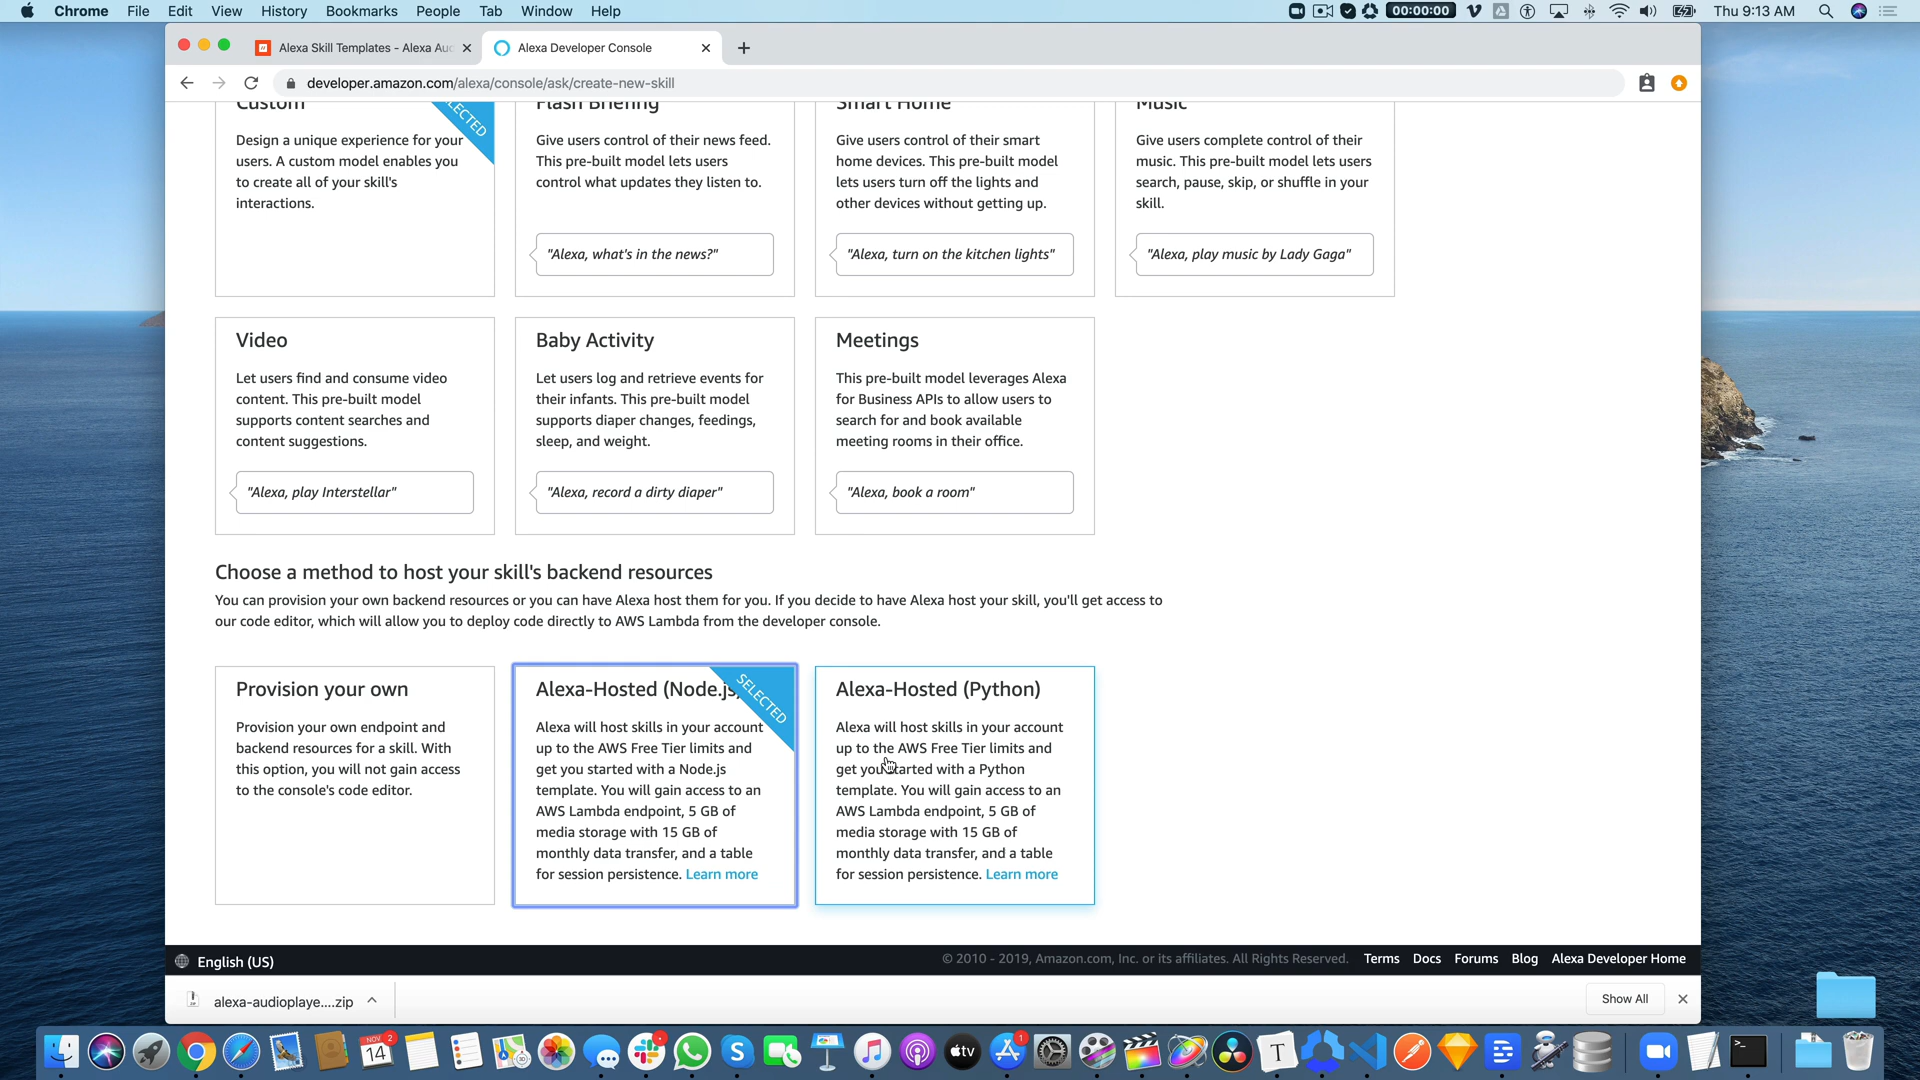 Chrome File Edit View History Bookmarks People Tab Window Help 00:00:00 Thu 9:13 AM
Alexa Skill Templates - Alexa Au
Alexa Developer Console
developer.amazon.com/alexa/console/ask/create-new-skill
Custom
SELECTED
Design a unique experience for your
users. A custom model enables you
to create all of your skill's
interactions.
Flash Briefing
Give users control of their news feed.
This pre-built model lets users
control what updates they listen to.
"Alexa, what's in the news?"
Smart Home
Give users control of their smart
home devices. This pre-built model
lets users turn off the lights and
other devices without getting up.
"Alexa, turn on the kitchen lights"
Music
Give users complete control of their
music. This pre-built model lets users
search, pause, skip, or shuffle in your
skill.
"Alexa, play music by Lady Gaga"
Video
Let users find and consume video
content. This pre-built model
supports content searches and
content suggestions.
"Alexa, play Interstellar"
Baby Activity
Let users log and retrieve events for
their infants. This pre-built model
supports diaper changes, feedings,
sleep, and weight.
"Alexa, record a dirty diaper"
Meetings
This pre-built model leverages Alexa
for Business APIs to allow users to
search for and book available
meeting rooms in their office.
"Alexa, book a room"
Choose a method to host your skill's backend resources
You can provision your own backend resources or you can have Alexa host them for you. If you decide to have Alexa host your skill, you'll get access to
our code editor, which will allow you to deploy code directly to AWS Lambda from the developer console.
Provision your own
Provision your own endpoint and
backend resources for a skill. With
this option, you will not gain access
to the console's code editor.
Alexa-Hosted (Node.js)
SELECTED
Alexa will host skills in your account
up to the AWS Free Tier limits and
get you started with a Node.js
template. You will gain access to an
AWS Lambda endpoint, 5 GB of
media storage with 15 GB of
monthly data transfer, and a table
for session persistence. Learn more
Alexa-Hosted (Python)
Alexa will host skills in your account
up to the AWS Free Tier limits and
get you started with a Python
template. You will gain access to an
AWS Lambda endpoint, 5 GB of
media storage with 15 GB of
monthly data transfer, and a table
for session persistence. Learn more
English (US)
© 2010 - 2019, Amazon.com, Inc. or its affiliates. All Rights Reserved. Terms Docs Forums Blog Alexa Developer Home
alexa-audioplaye....zip
Show All
NOV
14
2
1
tv
T